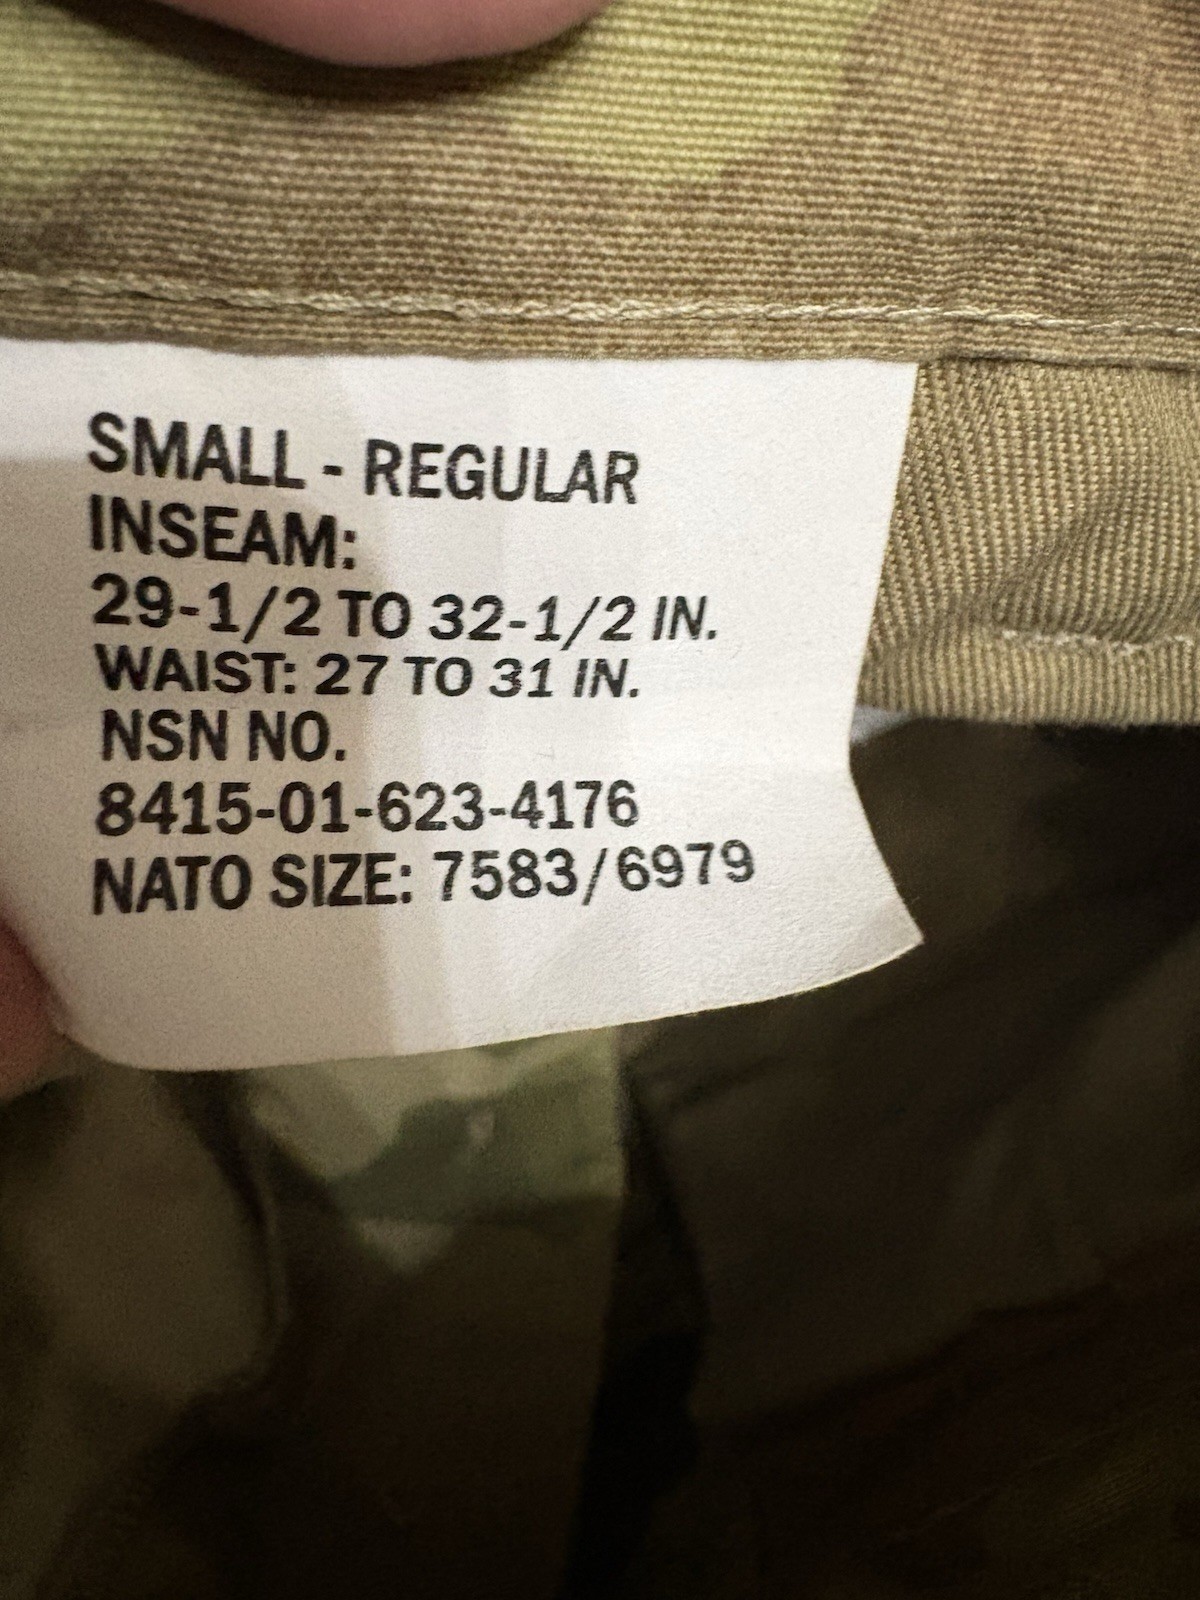 SMALL - REGULAR
INSEAM:
29-1/2 TO 32-1/2 IN.
WAIST: 27 TO 31 IN.
NSN NO.
8415-01-623-4176
NATO SIZE: 7583/6979